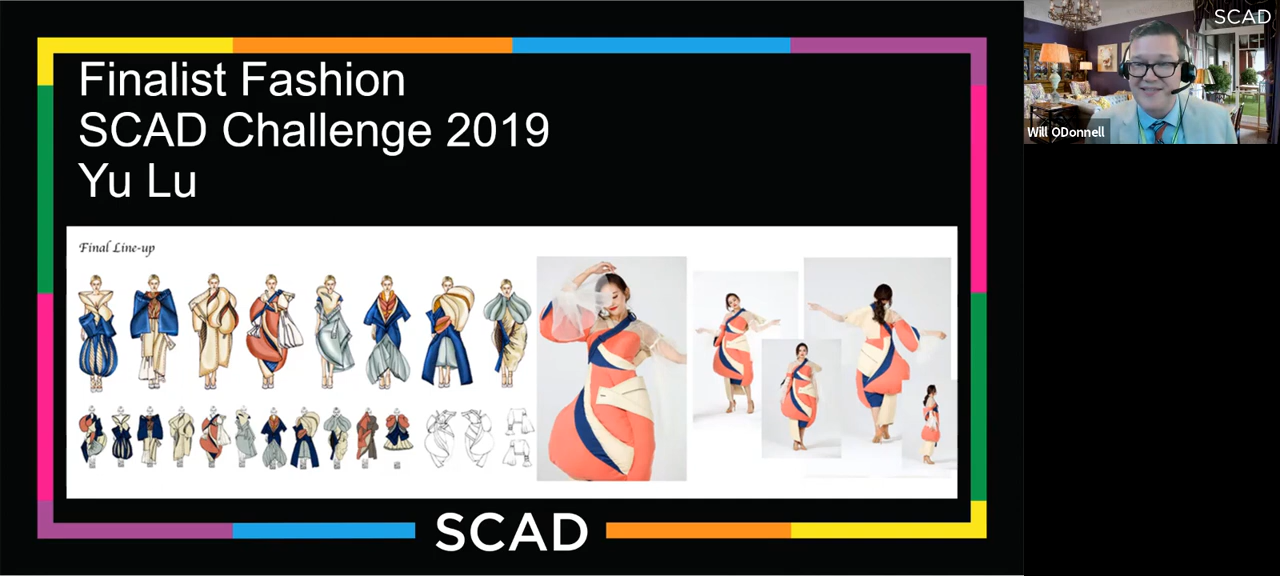 Finalist Fashion
SCAD Challenge 2019
Yu Lu
Final Line-up
SCAD
SCAD
Will ODonnell